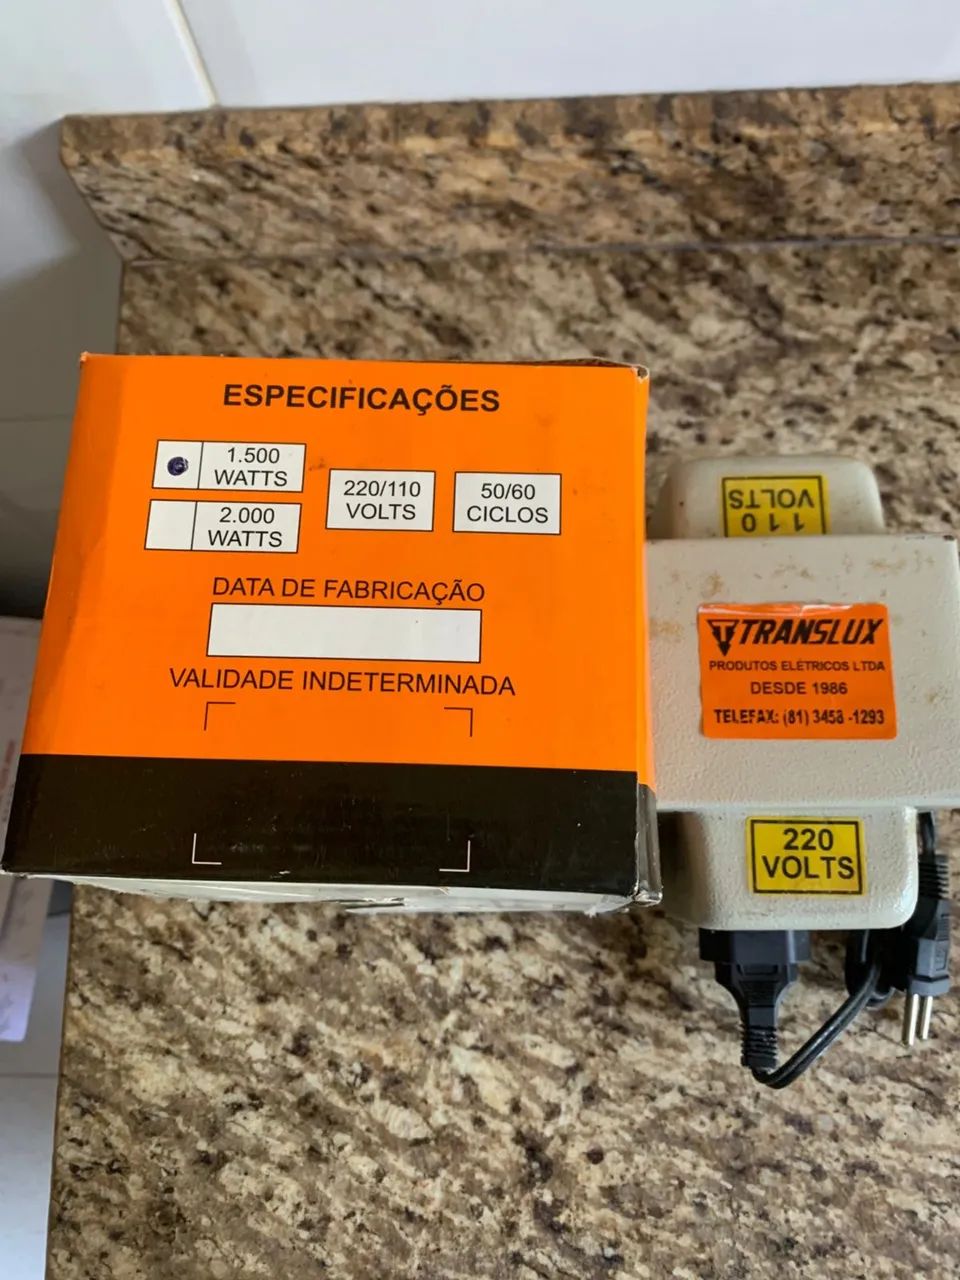 ESPECIFICAÇÕES
1.500
WATTS
2.000
WATTS
220/110
VOLTS
50/60
CICLOS
DATA DE FABRICAÇÃO
VALIDADE INDETERMINADA
110
VOLTS
TRANSLUX
PRODUTOS ELÉTRICOS LTDA
DESDE 1986
TELEFAX: (81) 3458-1293
220
VOLTS